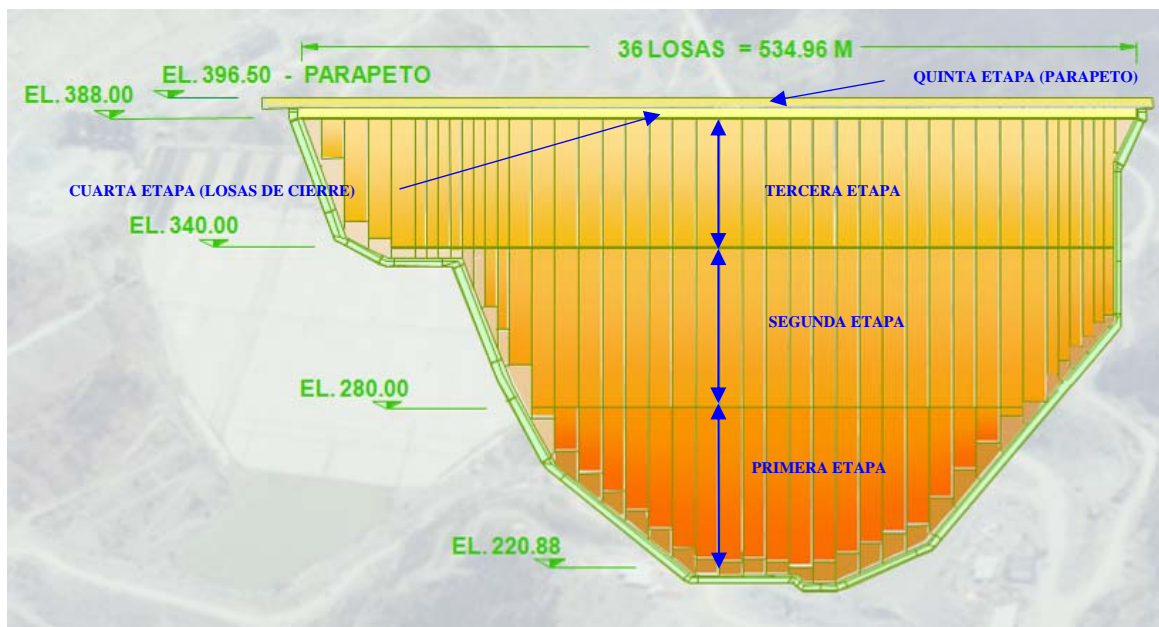 36 LOSAS = 534.96 M
EL. 396.50 - PARAPETO
QUINTA ETAPA (PARAPETO)
EL. 388.00
CUARTA ETAPA (LOSAS DE CIERRE)
TERCERA ETAPA
EL. 340.00
SEGUNDA ETAPA
EL. 280.00
PRIMERA ETAPA
EL. 220.88